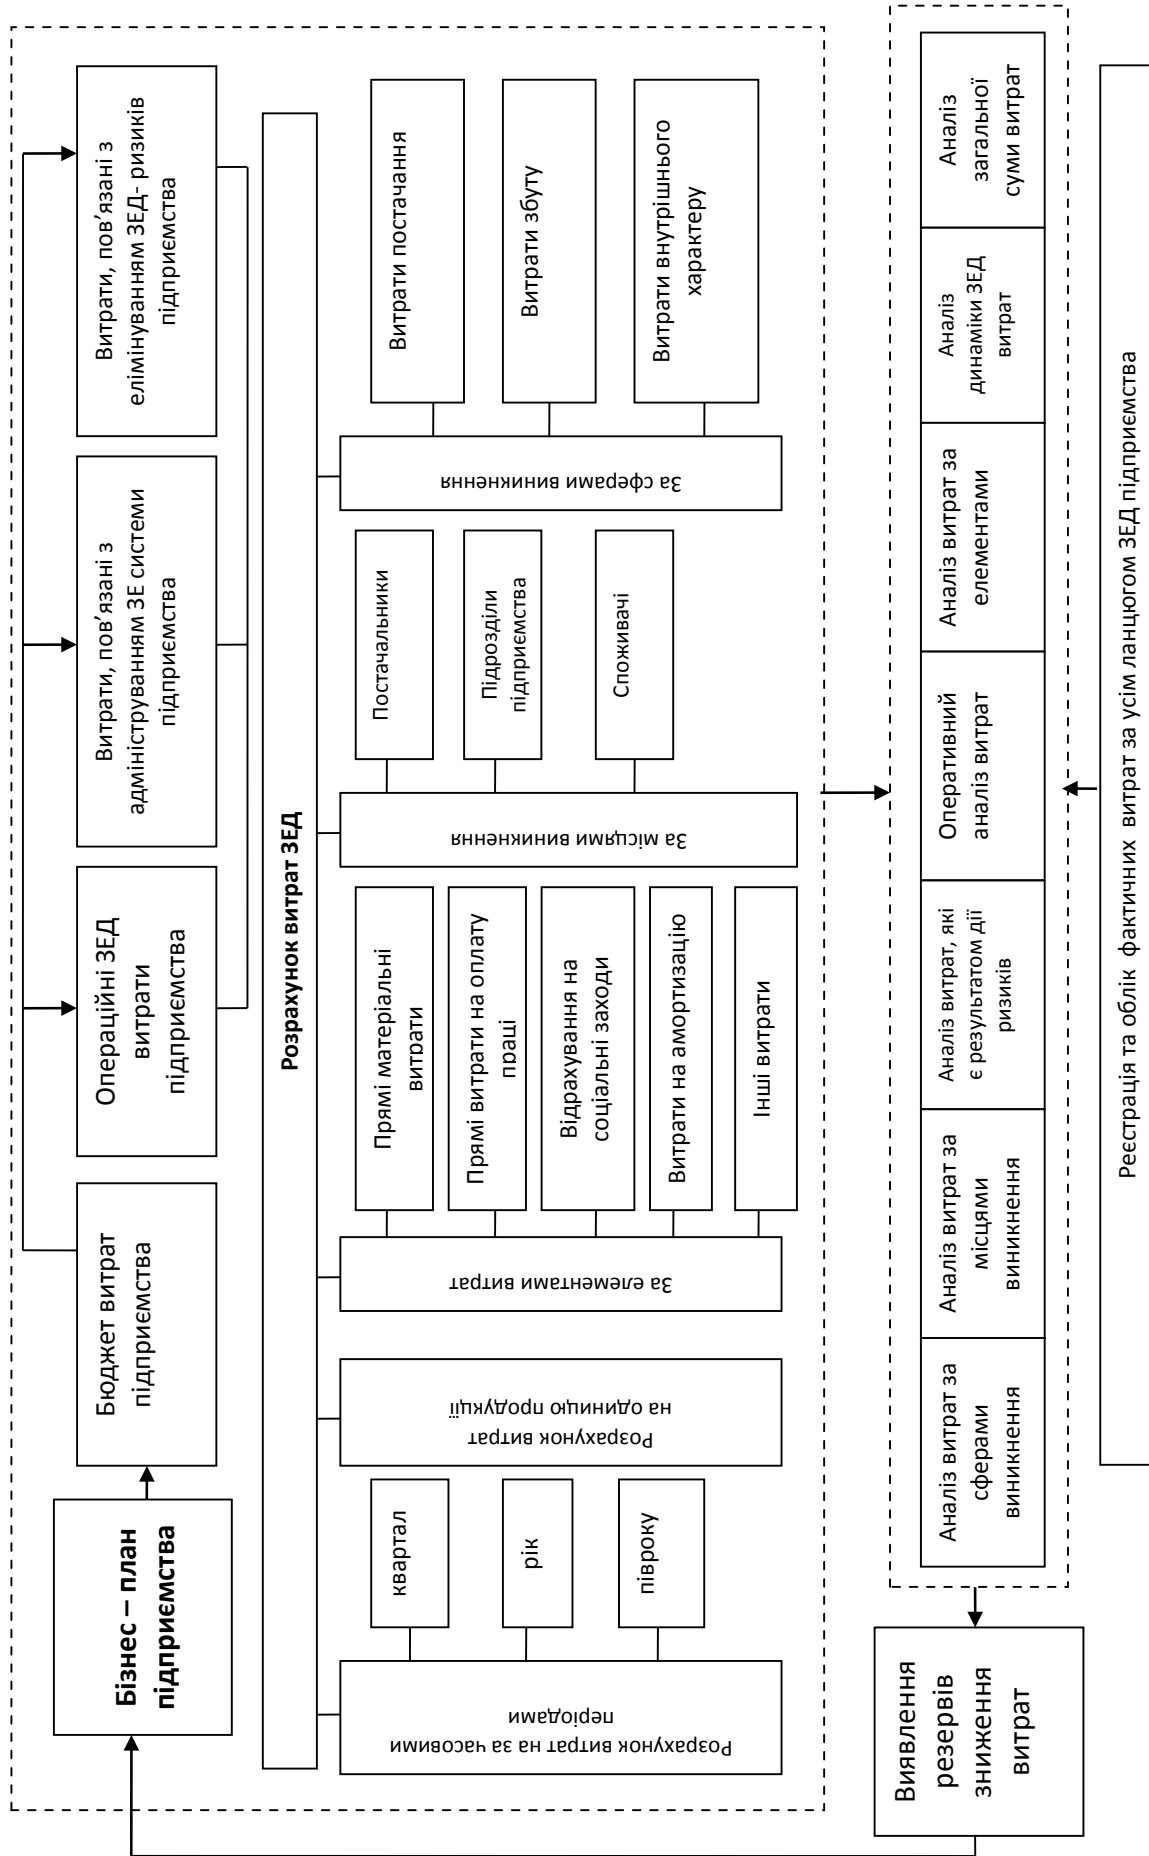 Бізнес – план
підприємства
Бюджет витрат
підприємства
Операційні ЗЕД
витрати
підприємства
Витрати, пов’язані з
адмініструванням ЗЕ системи
підприємства
Витрати, пов’язані з
елімінуванням ЗЕД- ризиків
підприємства
Розрахунок витрат ЗЕД
Розрахунок витрат на за часовими
періодами
квартал
рік
півроку
Розрахунок витрат
на одиницю продукції
За елементами витрат
Прямі матеріальні
витрати
Прямі витрати на оплату
праці
Відрахування на
соціальні заходи
Витрати на амортизацію
Інші витрати
За місцями виникнення
Постачальники
Підрозділи
підприємства
Споживачі
За сферами виникнення
Витрати постачання
Витрати збуту
Витрати внутрішнього
характеру
Виявлення
резервів
зниження
витрат
Аналіз витрат за
сферами
виникнення
Аналіз витрат за
місцями
виникнення
Аналіз витрат, які
є результатом дії
ризиків
Оперативний
аналіз витрат
Аналіз витрат за
елементами
Аналіз
динаміки ЗЕД
витрат
Аналіз
загальної
суми витрат
Реєстрація та облік фактичних витрат за усім ланцюгом ЗЕД підприємства